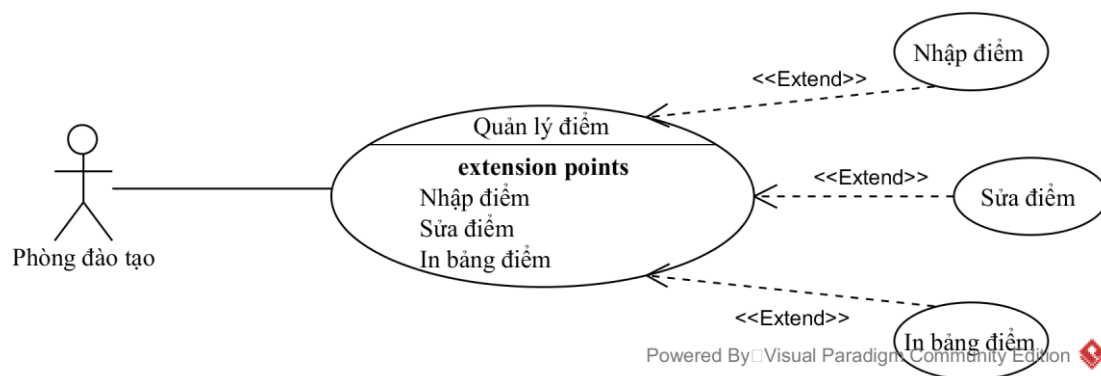 Nhập điểm
<<Extend>>
Quản lý điểm
extension points
Nhập điểm
Sửa điểm
In bảng điểm
<<Extend>>
Sửa điểm
Phòng đào tạo
<<Extend>>
In bảng điểm
Powered By Visual Paradigm Community Edition